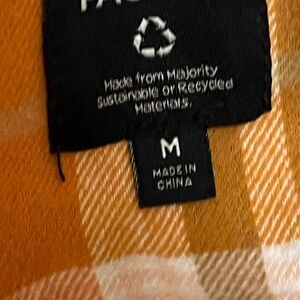 Made from Majority
Sustainable or Recycled
Materials.
M
MADE IN
CHINA